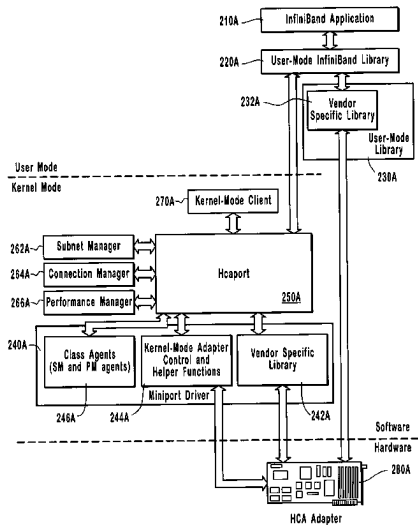 210A
InfiniBand Application
220A
User-Mode InfiniBand Library
232A
Vendor
Specific Library
User-Mode
Library
230A
User Mode
Kernel Mode
270A
Kernel-Mode Client
262A
Subnet Manager
264A
Connection Manager
266A
Performance Manager
Hcaport
250A
240A
Class Agents
(SM and PM agents)
246A
Kernel-Mode Adapter
Control and
Helper Functions
244A
Miniport Driver
Vendor Specific
Library
242A
Software
Hardware
280A
HCA Adapter